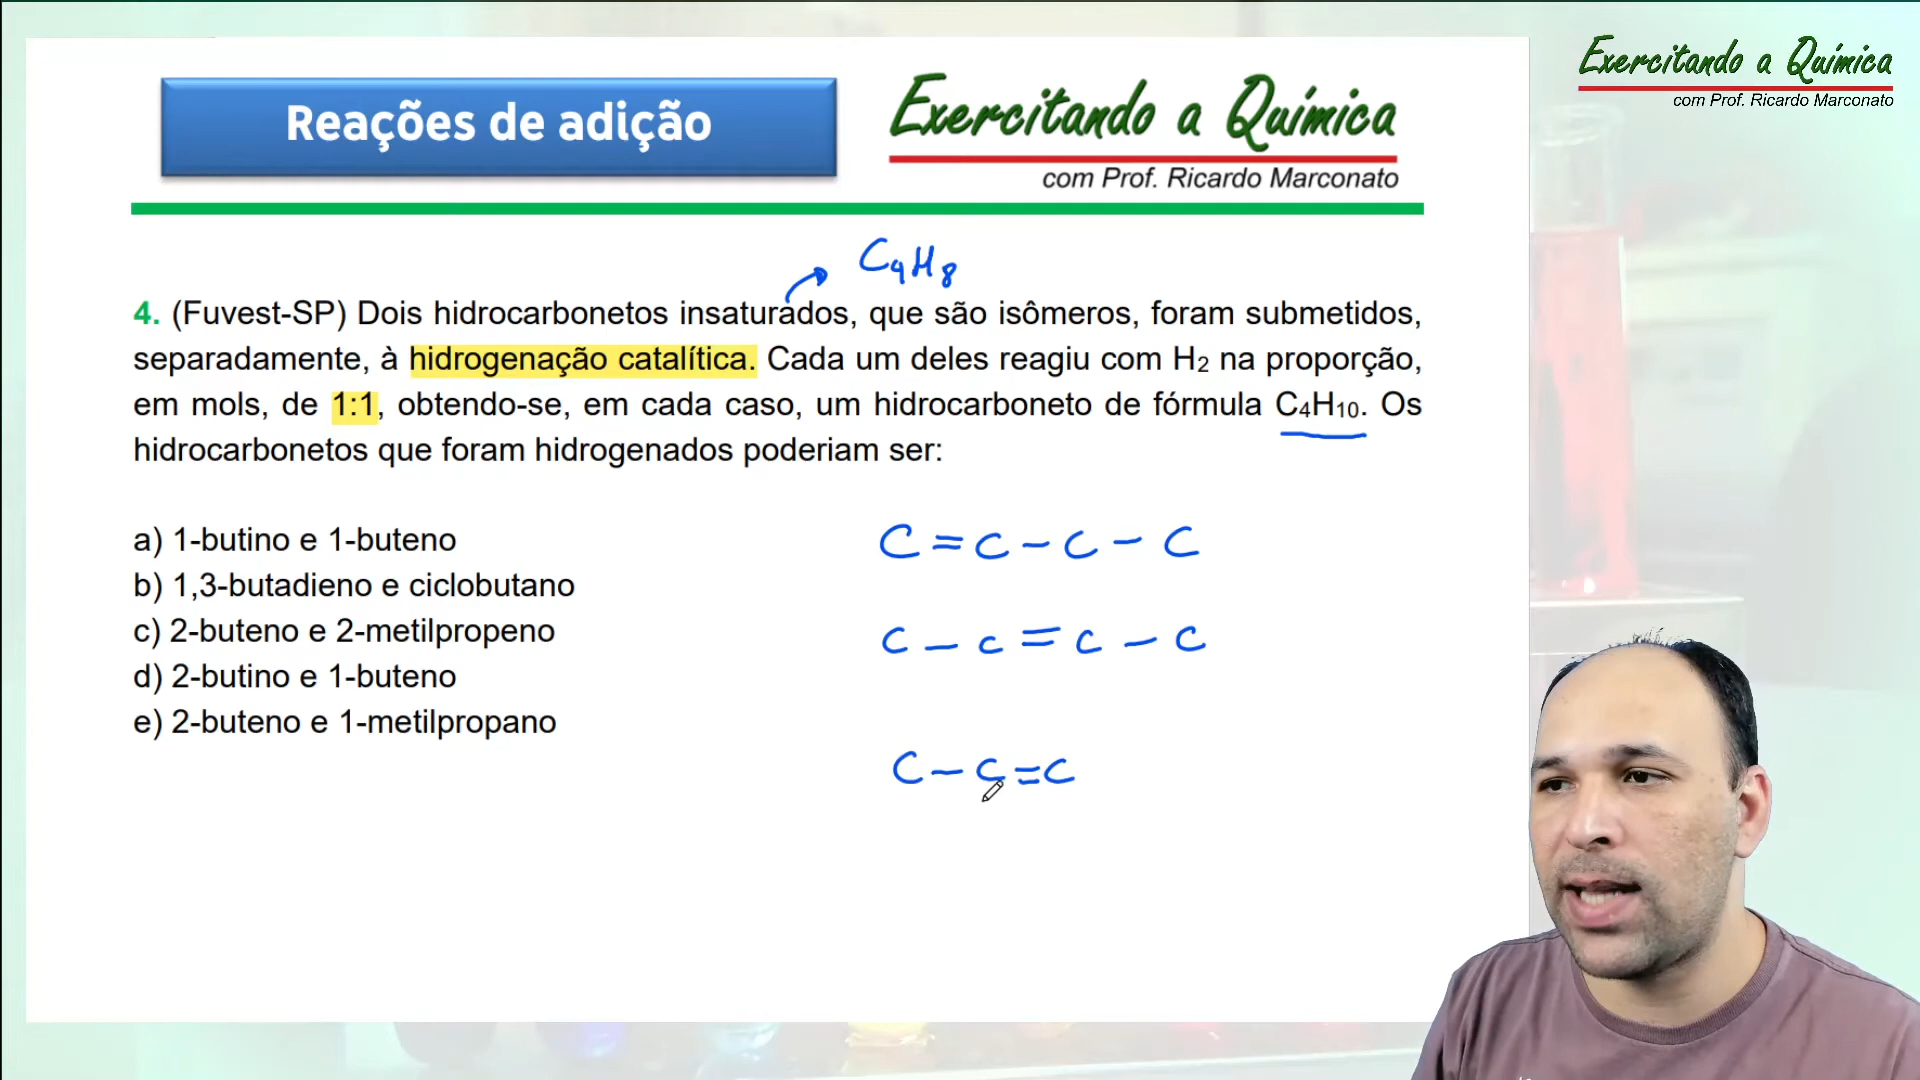 Exercitando a Química
com Prof. Ricardo Marconato
Reações de adição
Exercitando a Química
com Prof. Ricardo Marconato
C4H8
4. (Fuvest-SP) Dois hidrocarbonetos insaturados, que são isômeros, foram submetidos,
separadamente, à hidrogenação catalítica. Cada um deles reagiu com H2 na proporção,
em mols, de 1:1, obtendo-se, em cada caso, um hidrocarboneto de fórmula C4H10. Os
hidrocarbonetos que foram hidrogenados poderiam ser:
a) 1-butino e 1-buteno
b) 1,3-butadieno e ciclobutano
c) 2-buteno e 2-metilpropeno
d) 2-butino e 1-buteno
e) 2-buteno e 1-metilpropano
C = C - C - C
C - C = C - C
C - C = C